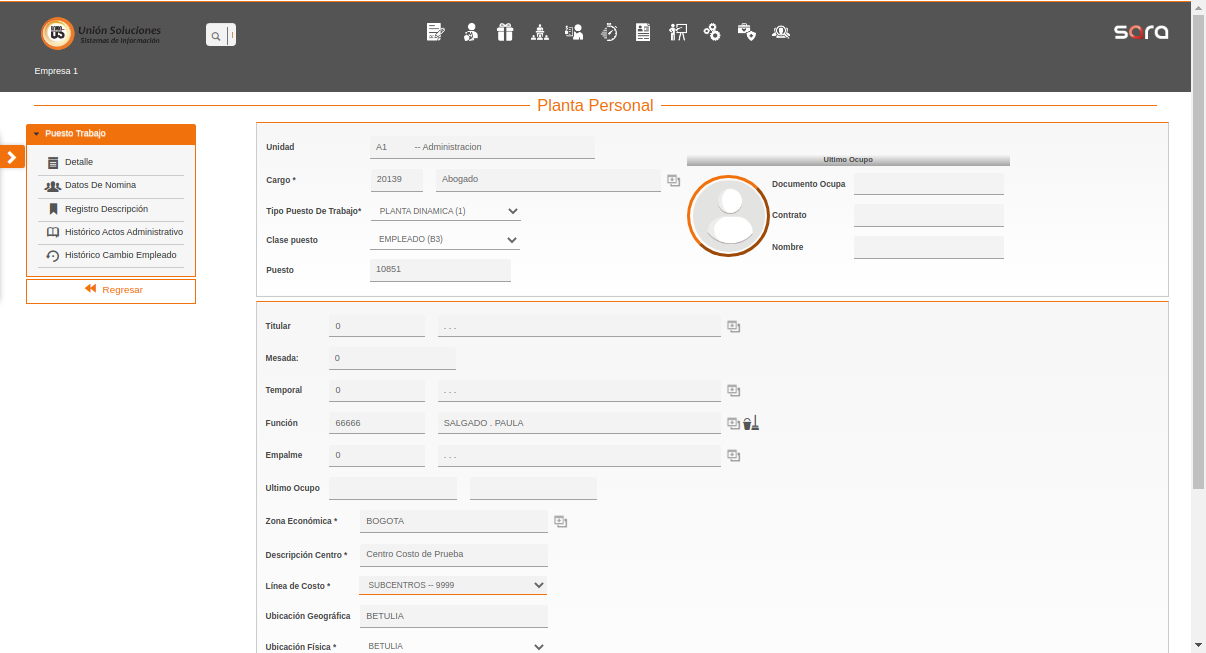 Unión Soluciones
Sistemas de Información
sara
Empresa 1
Planta Personal
Puesto Trabajo
Detalle
Datos De Nomina
Registro Descripción
Histórico Actos Administrativo
Histórico Cambio Empleado
Regresar
Unidad A1 -- Administracion
Cargo * 20139 Abogado
Tipo Puesto De Trabajo* PLANTA DINAMICA (1)
Clase puesto EMPLEADO (B3)
Puesto 10851
Ultimo Ocupo
Documento Ocupa
Contrato
Nombre
Titular 0 . . .
Mesada: 0
Temporal 0 . . .
Función 66666 SALGADO . PAULA
Empalme 0 . . .
Ultimo Ocupo
Zona Económica * BOGOTA
Descripción Centro * Centro Costo de Prueba
Línea de Costo * SUBCENTROS -- 9999
Ubicación Geográfica BETULIA
Ubicación Física * BETULIA